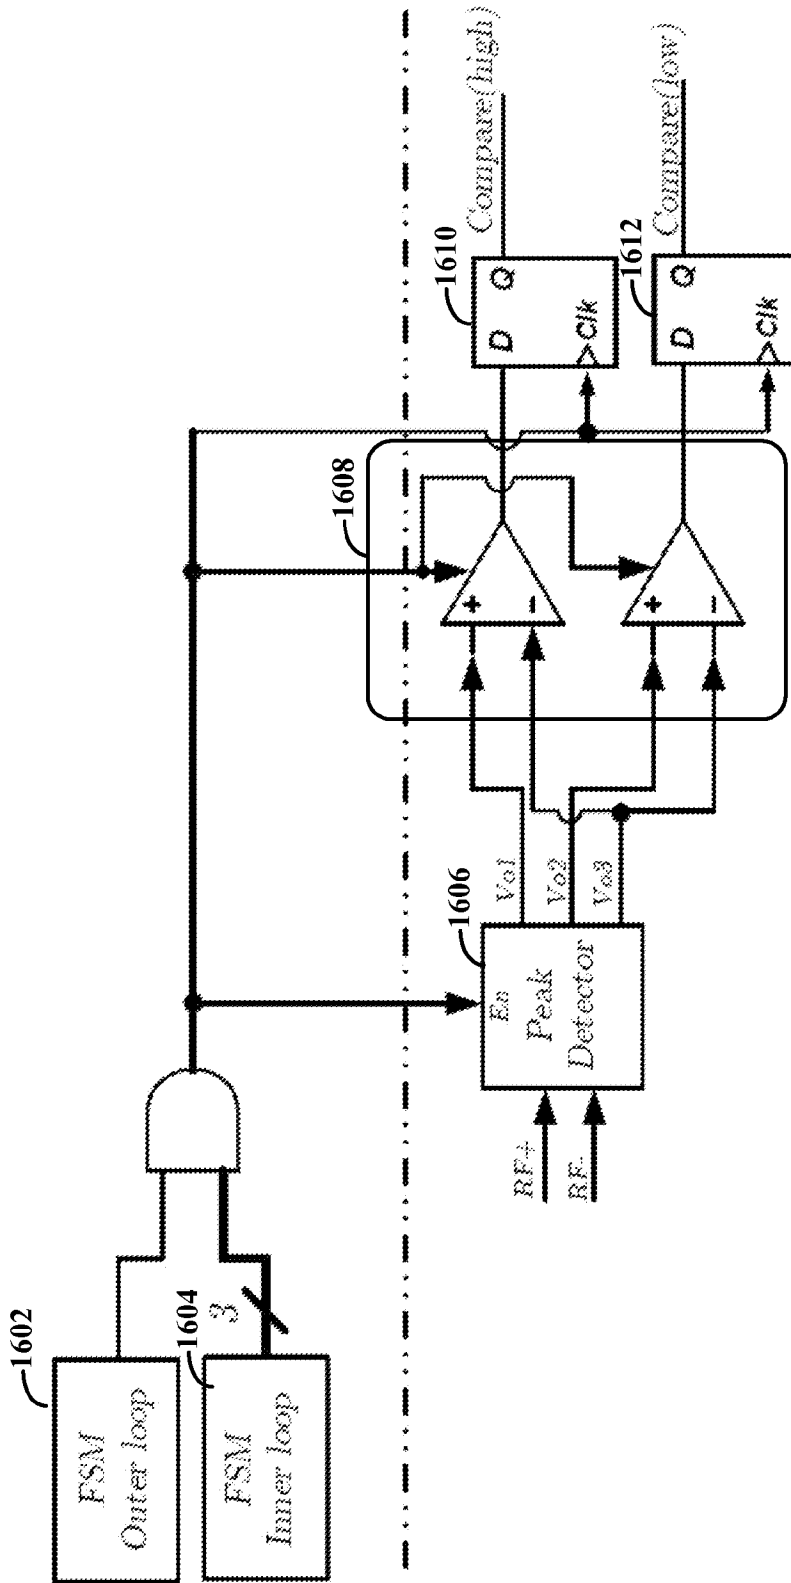 1602
FSM
Outer loop
1604
FSM
Inner loop
3
RF+
RF-
1606
En
Peak
Detector
Vo1
Vo2
Vo3
1608
+
−
+
−
1610
D Q
>Clk
Compare(high)
1612
D Q
>Clk
Compare(low)